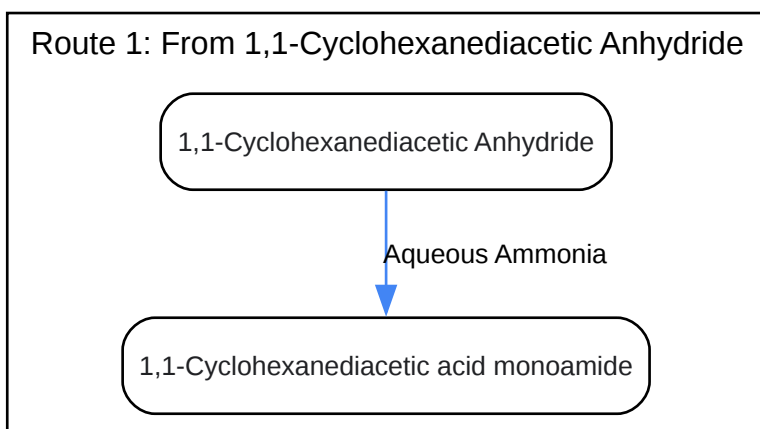 Route 1: From 1,1-Cyclohexanediacetic Anhydride
1,1-Cyclohexanediacetic Anhydride
Aqueous Ammonia
1,1-Cyclohexanediacetic acid monoamide